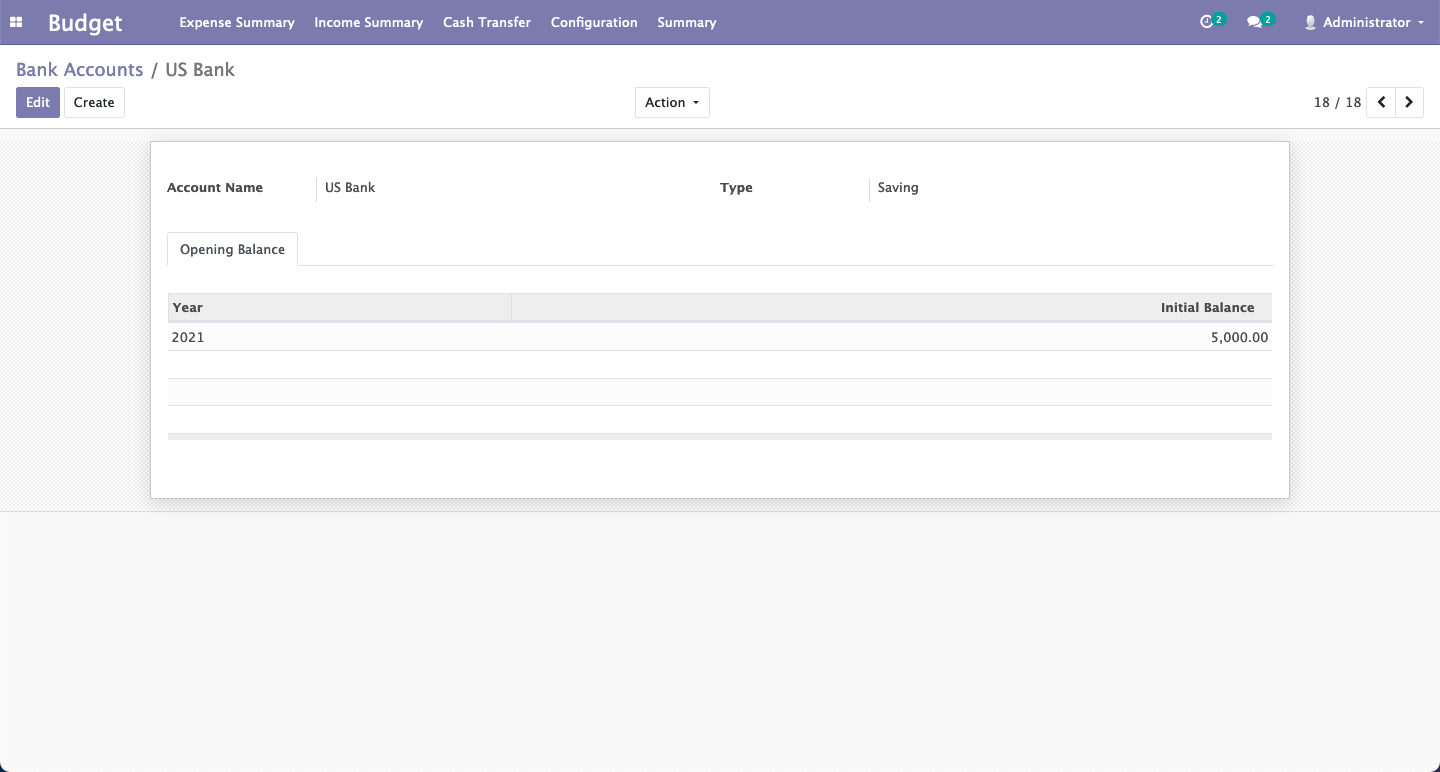 Budget Expense Summary Income Summary Cash Transfer Configuration Summary 2 2 Administrator
Bank Accounts / US Bank
Edit Create Action 18 / 18
Account Name US Bank Type Saving
Opening Balance
Year Initial Balance
2021 5,000.00